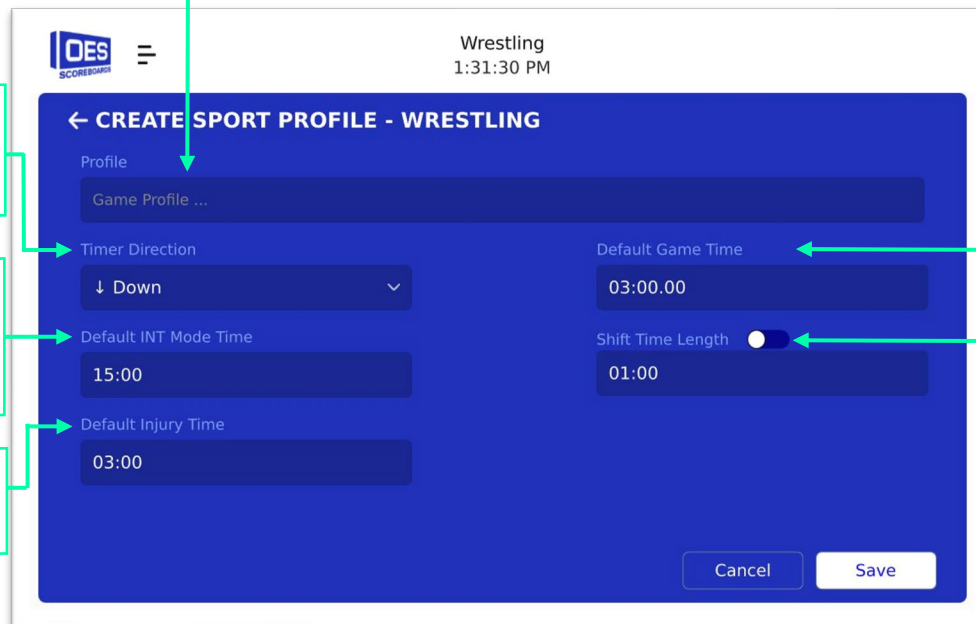 OES
SCOREBOARDS
Wrestling
1:31:30 PM
← CREATE SPORT PROFILE - WRESTLING
Profile
Game Profile ...
Timer Direction
Default Game Time
↓ Down
03:00.00
Default INT Mode Time
Shift Time Length
15:00
01:00
Default Injury Time
03:00
Cancel
Save